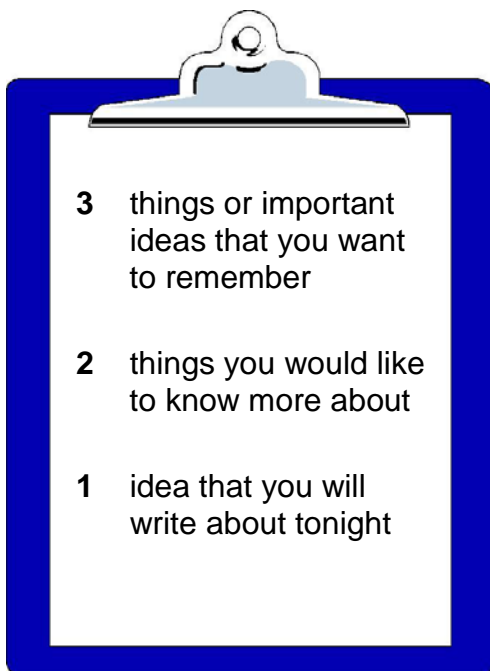 3 things or important
ideas that you want
to remember
2 things you would like
to know more about
1 idea that you will
write about tonight